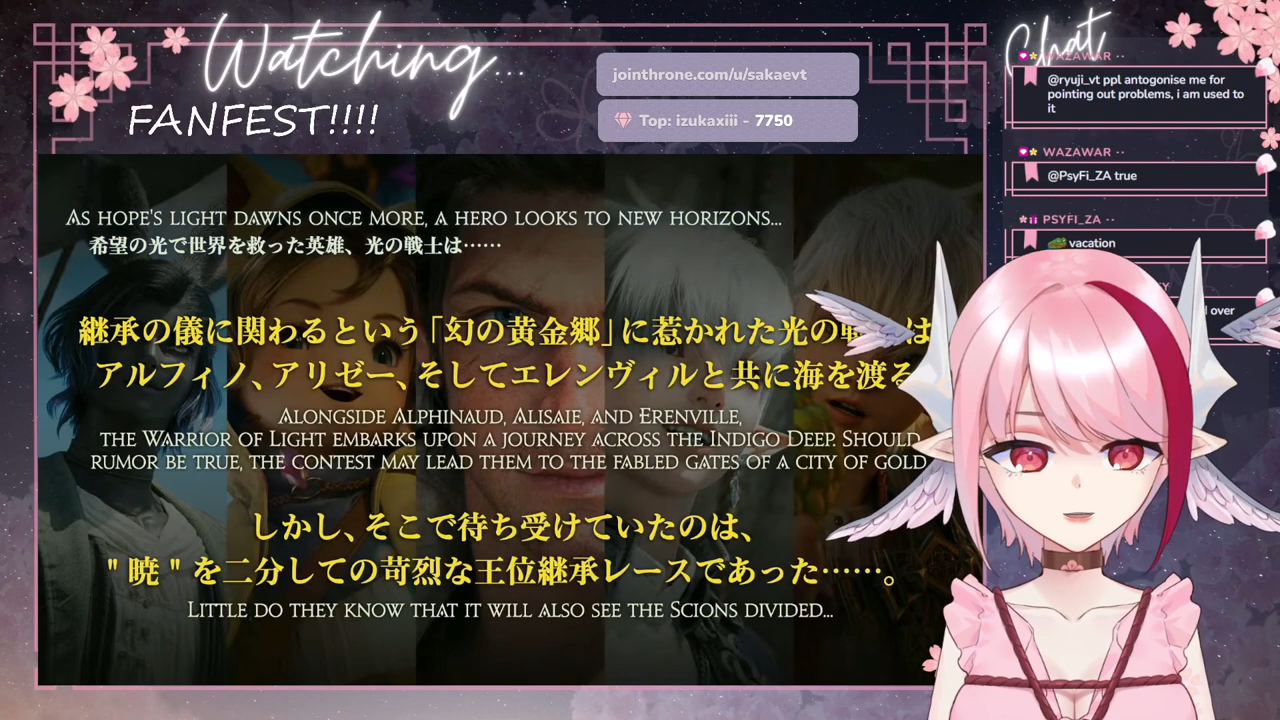 Watching...
FANFEST!!!!
jointhrone.com/u/sakaevt
Top: izukaxiii - 7750
Chat
@ryuji_vt ppl antogonise me for
pointing out problems, i am used to
it
WAZAWAR
@PsyFi_ZA true
PSYFI_ZA
vacation
over
AS HOPE'S LIGHT DAWNS ONCE MORE, A HERO LOOKS TO NEW HORIZONS...
希望の光で世界を救った英雄、光の戦士は……
継承の儀に関わるという「幻の黄金郷」に惹かれた光の戦 は
アルフィノ、アリゼー、そしてエレンヴィルと共に海を渡る
ALONGSIDE ALPHINAUD, ALISAIE, AND ERENVILLE,
THE WARRIOR OF LIGHT EMBARKS UPON A JOURNEY ACROSS THE INDIGO DEEP. SHOULD
RUMOR BE TRUE, THE CONTEST MAY LEAD THEM TO THE FABLED GATES OF A CITY OF GOLD
しかし、そこで待ち受けていたのは、
"暁"を二分しての苛烈な王位継承レースであった……。
LITTLE DO THEY KNOW THAT IT WILL ALSO SEE THE SCIONS DIVIDED...